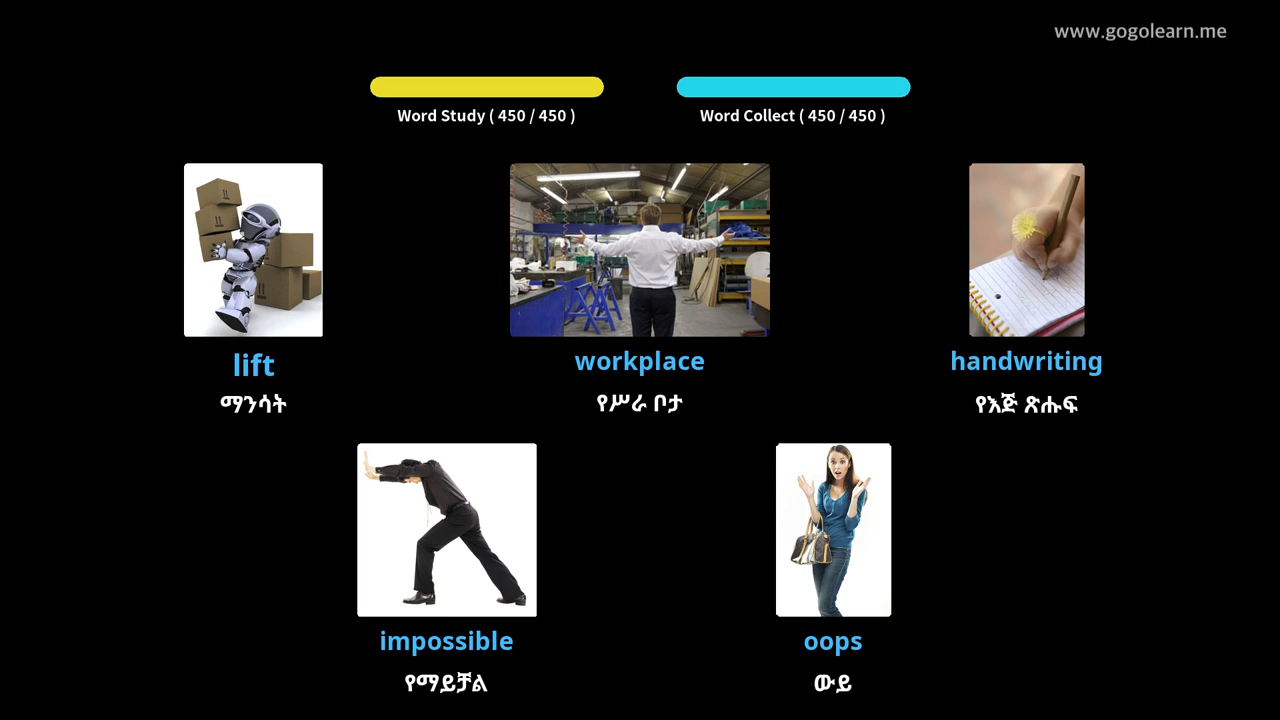 www.gogolearn.me
Word Study ( 450 / 450 )
Word Collect ( 450 / 450 )
lift
workplace
handwriting
ማንሳት
የሥራ ቦታ
የእጅ ጽሑፍ
impossible
oops
የማይቻል
ውይ